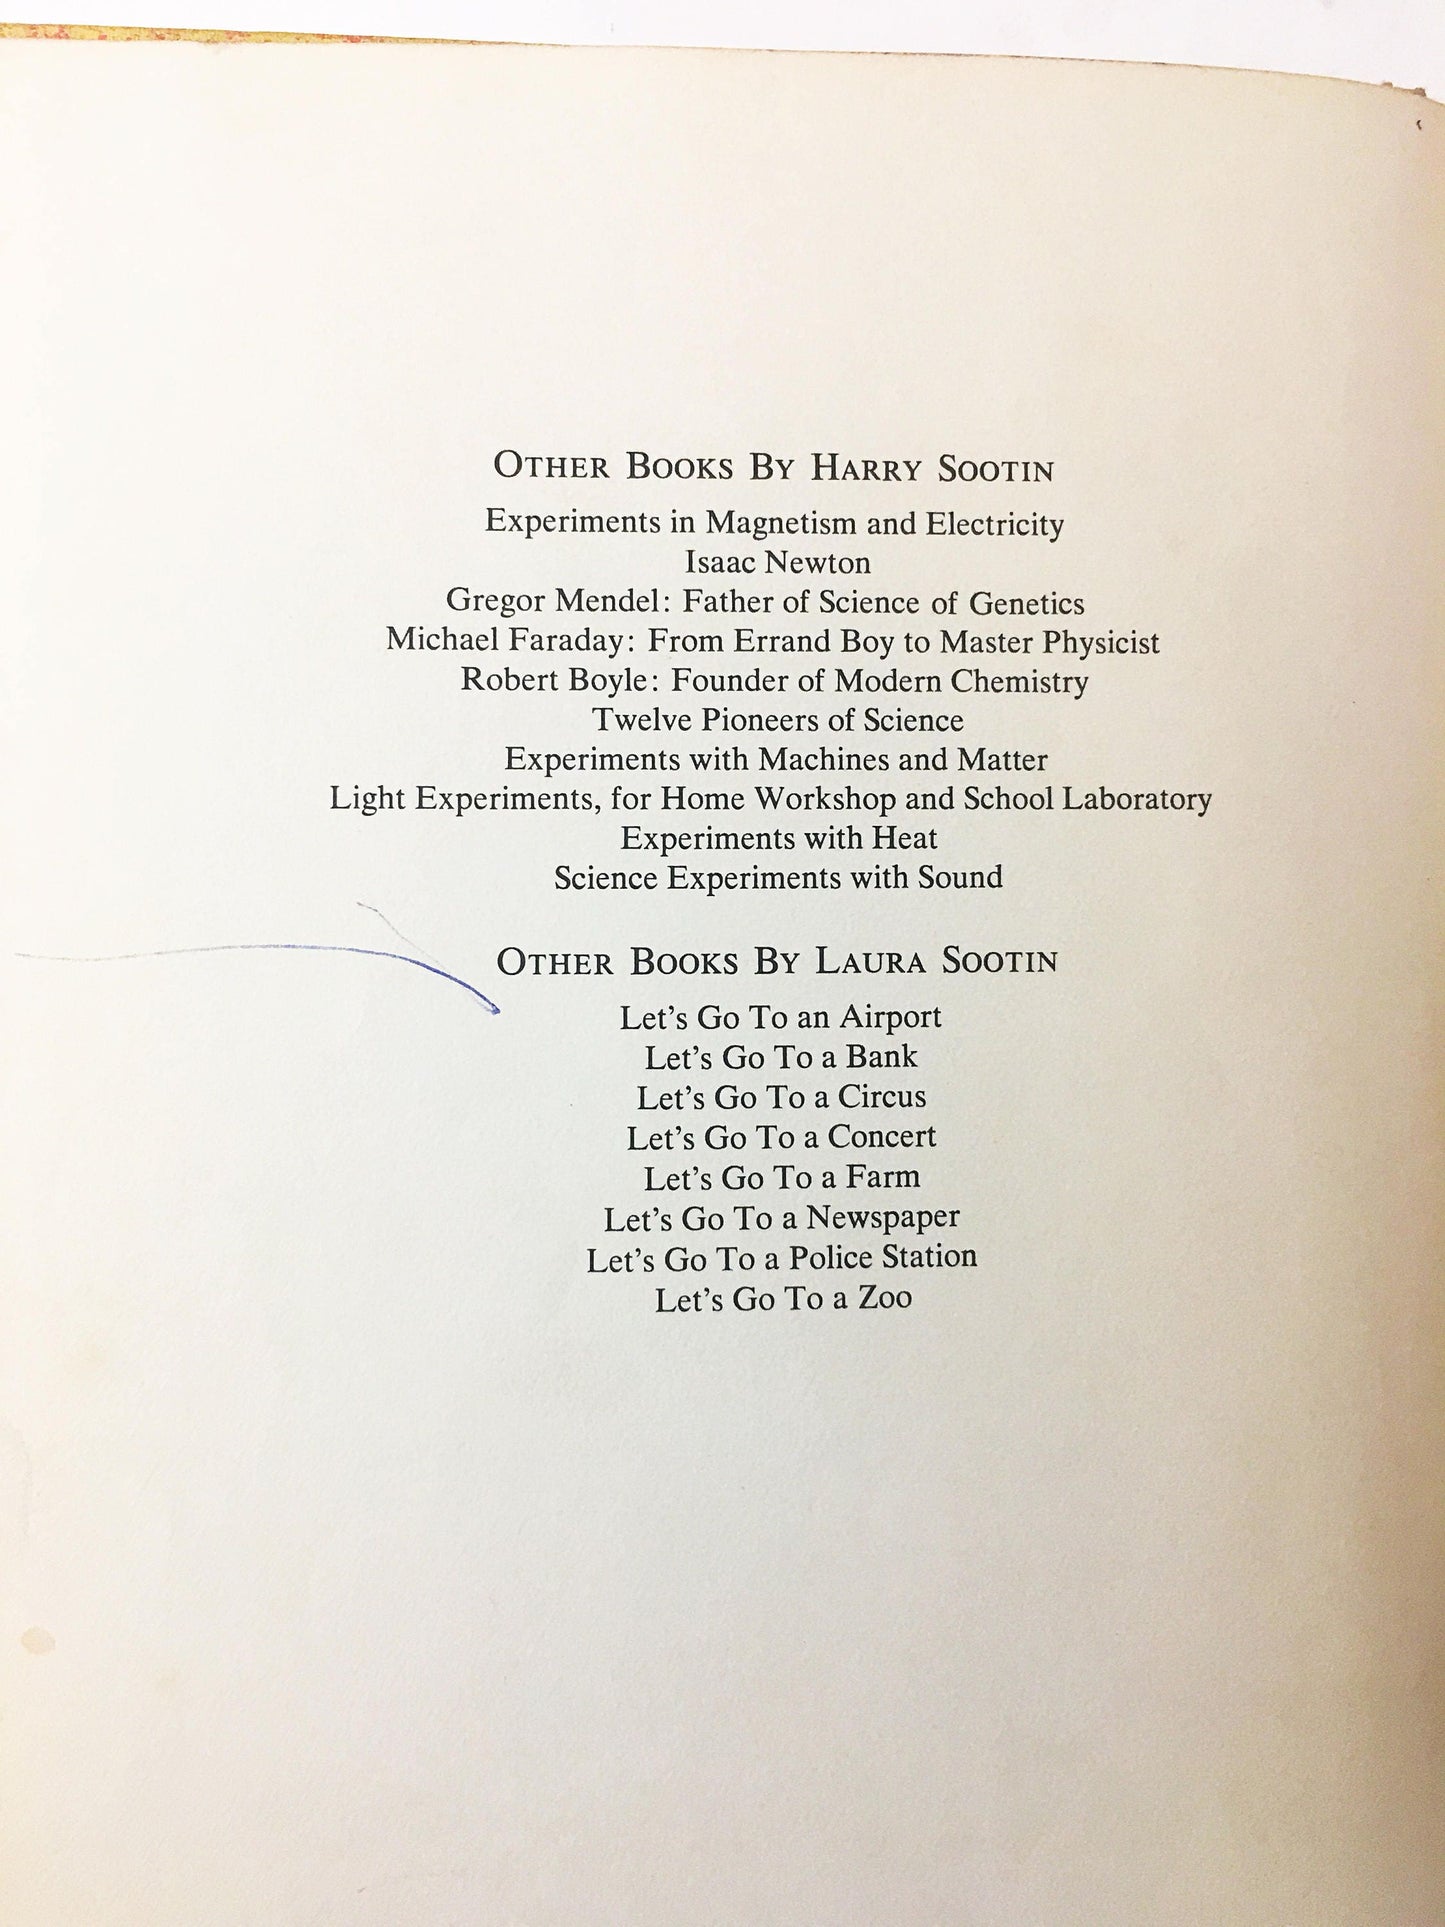 OTHER BOOKS BY HARRY SOOTIN
Experiments in Magnetism and Electricity
Isaac Newton
Gregor Mendel: Father of Science of Genetics
Michael Faraday: From Errand Boy to Master Physicist
Robert Boyle: Founder of Modern Chemistry
Twelve Pioneers of Science
Experiments with Machines and Matter
Light Experiments, for Home Workshop and School Laboratory
Experiments with Heat
Science Experiments with Sound
OTHER BOOKS BY LAURA SOOTIN
Let's Go To an Airport
Let's Go To a Bank
Let's Go To a Circus
Let's Go To a Concert
Let's Go To a Farm
Let's Go To a Newspaper
Let's Go To a Police Station
Let's Go To a Zoo